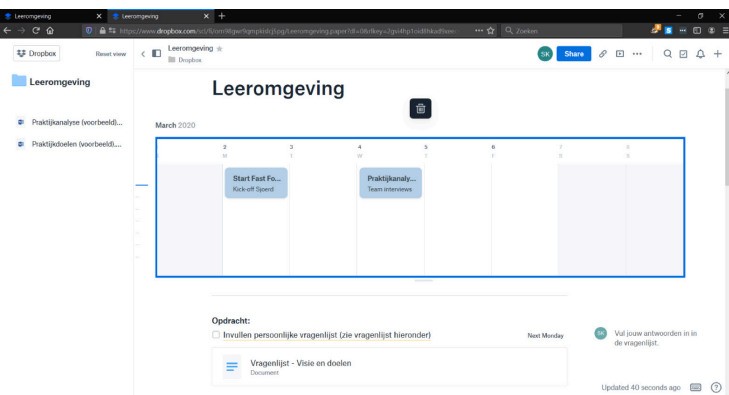 Leeromgeving
Leeromgeving
Zoeken
Dropbox
Reset view
Leeromgeving
Dropbox
SK
Share
Leeromgeving
Praktijkanalyse (voorbeeld)...
Praktijkdoelen (voorbeeld),...
Leeromgeving
March 2020
2 3 4 5 6 7 8
M T W T F S S
Start Fast Fo...
Kick-off Sjoerd
Praktijkanaly...
Team interviews
Opdracht:
Invullen persoonlijke vragenlijst (zie vragenlijst hieronder)
Next Monday
SK
Vul jouw antwoorden in in
de vragenlijst.
Vragenlijst - Visie en doelen
Document
Updated 40 seconds ago